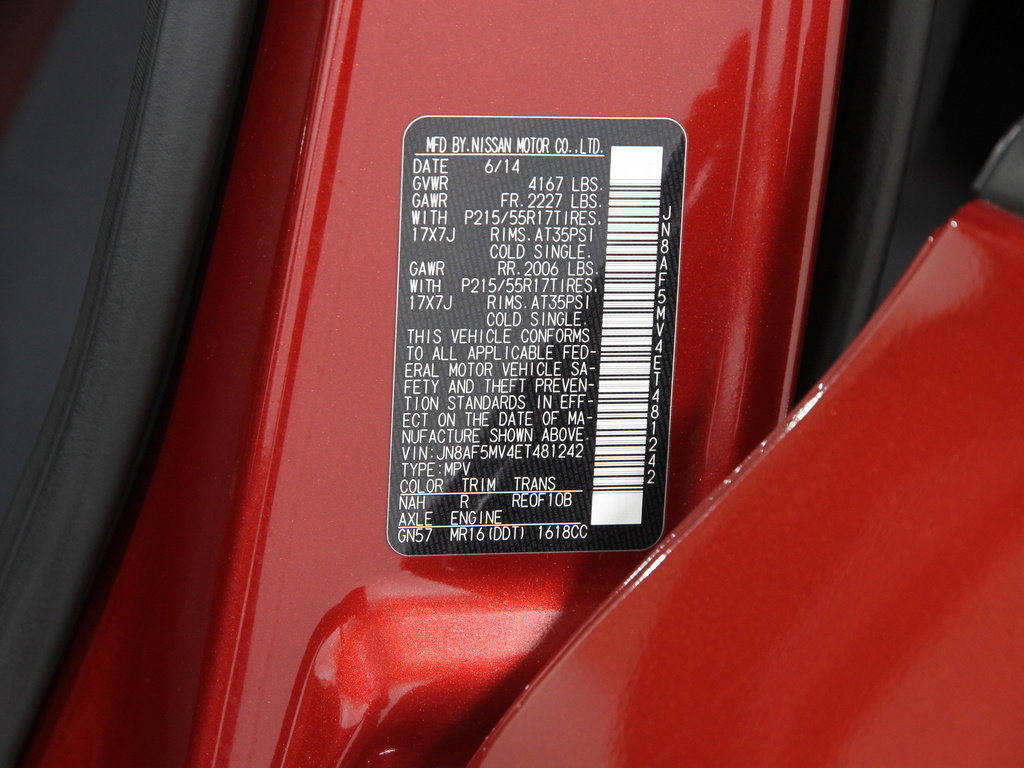 MFD BY.NISSAN MOTOR CO.,LTD.
DATE 6/14
GVWR 4167 LBS.
GAWR FR.2227 LBS.
WITH P215/55R17TIRES.
17X7J RIMS.AT35PSI
COLD SINGLE.
GAWR RR.2006 LBS.
WITH P215/55R17TIRES.
17X7J RIMS.AT35PSI
COLD SINGLE.
THIS VEHICLE CONFORMS
TO ALL APPLICABLE FED-
ERAL MOTOR VEHICLE SA-
FETY AND THEFT PREVEN-
TION STANDARDS IN EFF-
ECT ON THE DATE OF MA-
NUFACTURE SHOWN ABOVE.
VIN:JN8AF5MV4ET481242
TYPE:MPV
COLOR TRIM TRANS
NAH R RE0F10B
AXLE ENGINE
GN57 MR16(DDT) 1618CC
JN8AF5MV4ET481242